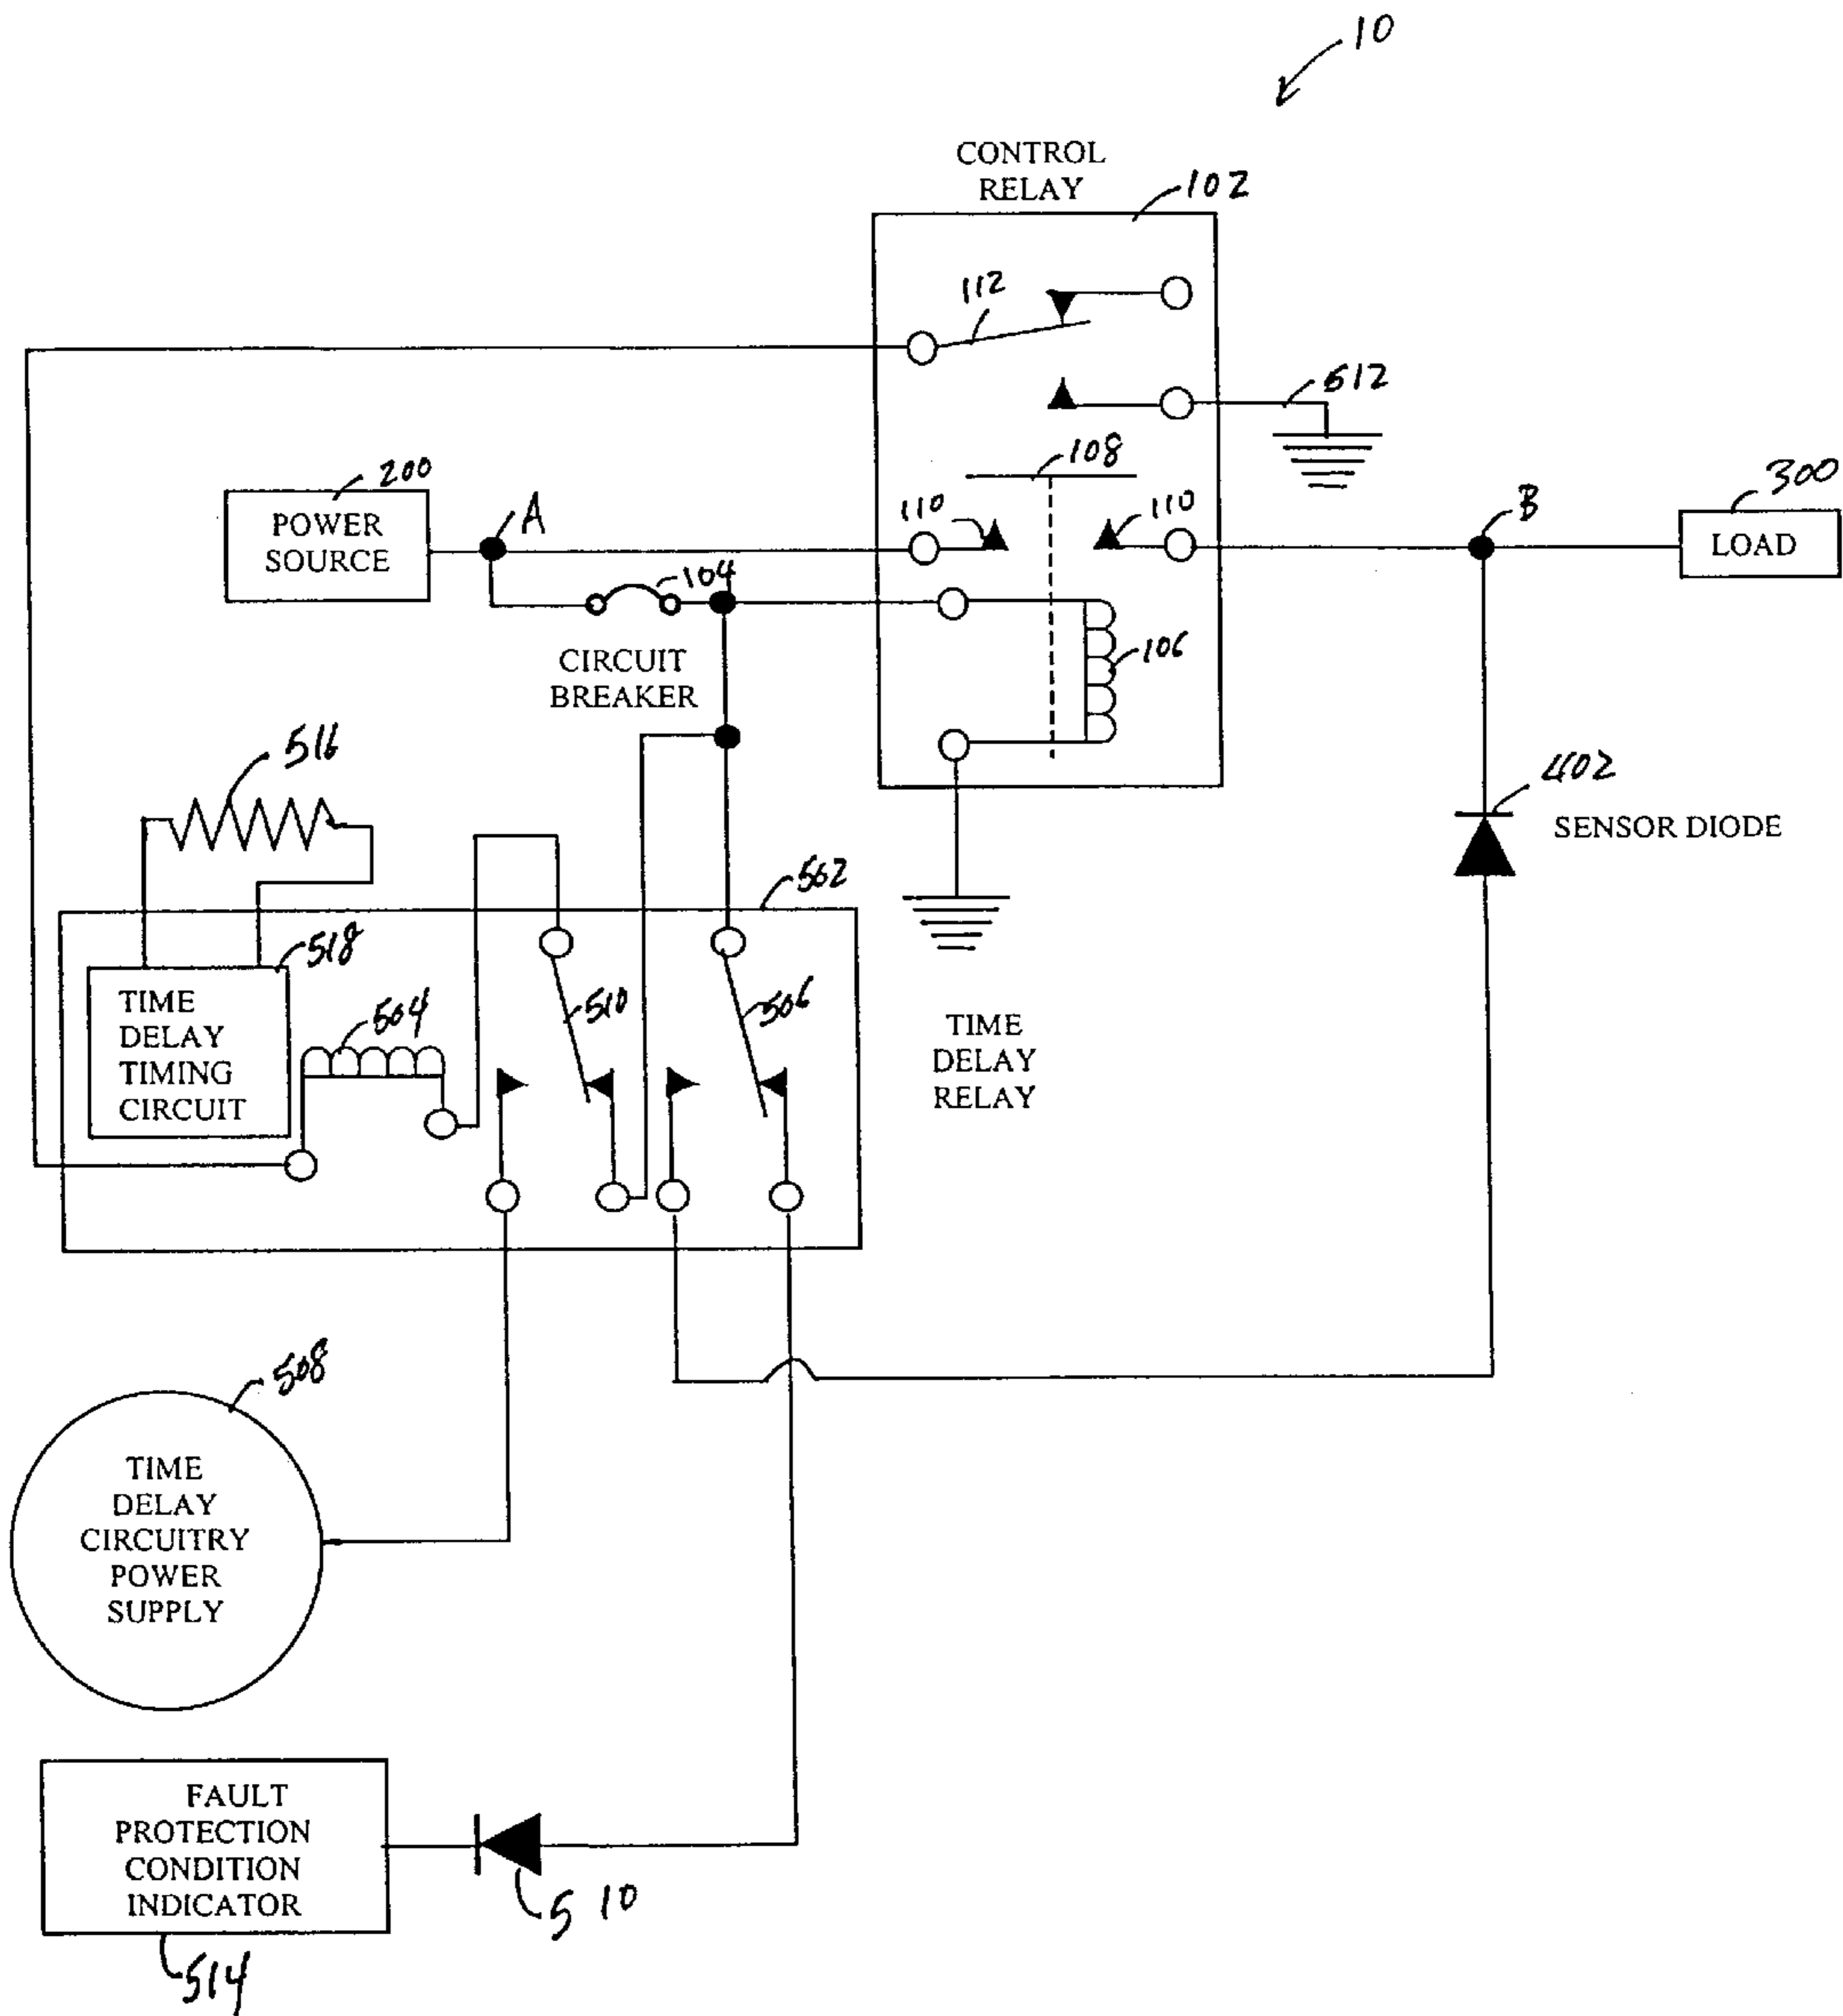 10
CONTROL
RELAY
102
112
512
108
200
POWER
SOURCE
A
110
110
B
300
LOAD
104
CIRCUIT
BREAKER
106
516
402
SENSOR DIODE
502
518
TIME
DELAY
TIMING
CIRCUIT
504
510
506
TIME
DELAY
RELAY
508
TIME
DELAY
CIRCUITRY
POWER
SUPPLY
FAULT
PROTECTION
CONDITION
INDICATOR
510
514